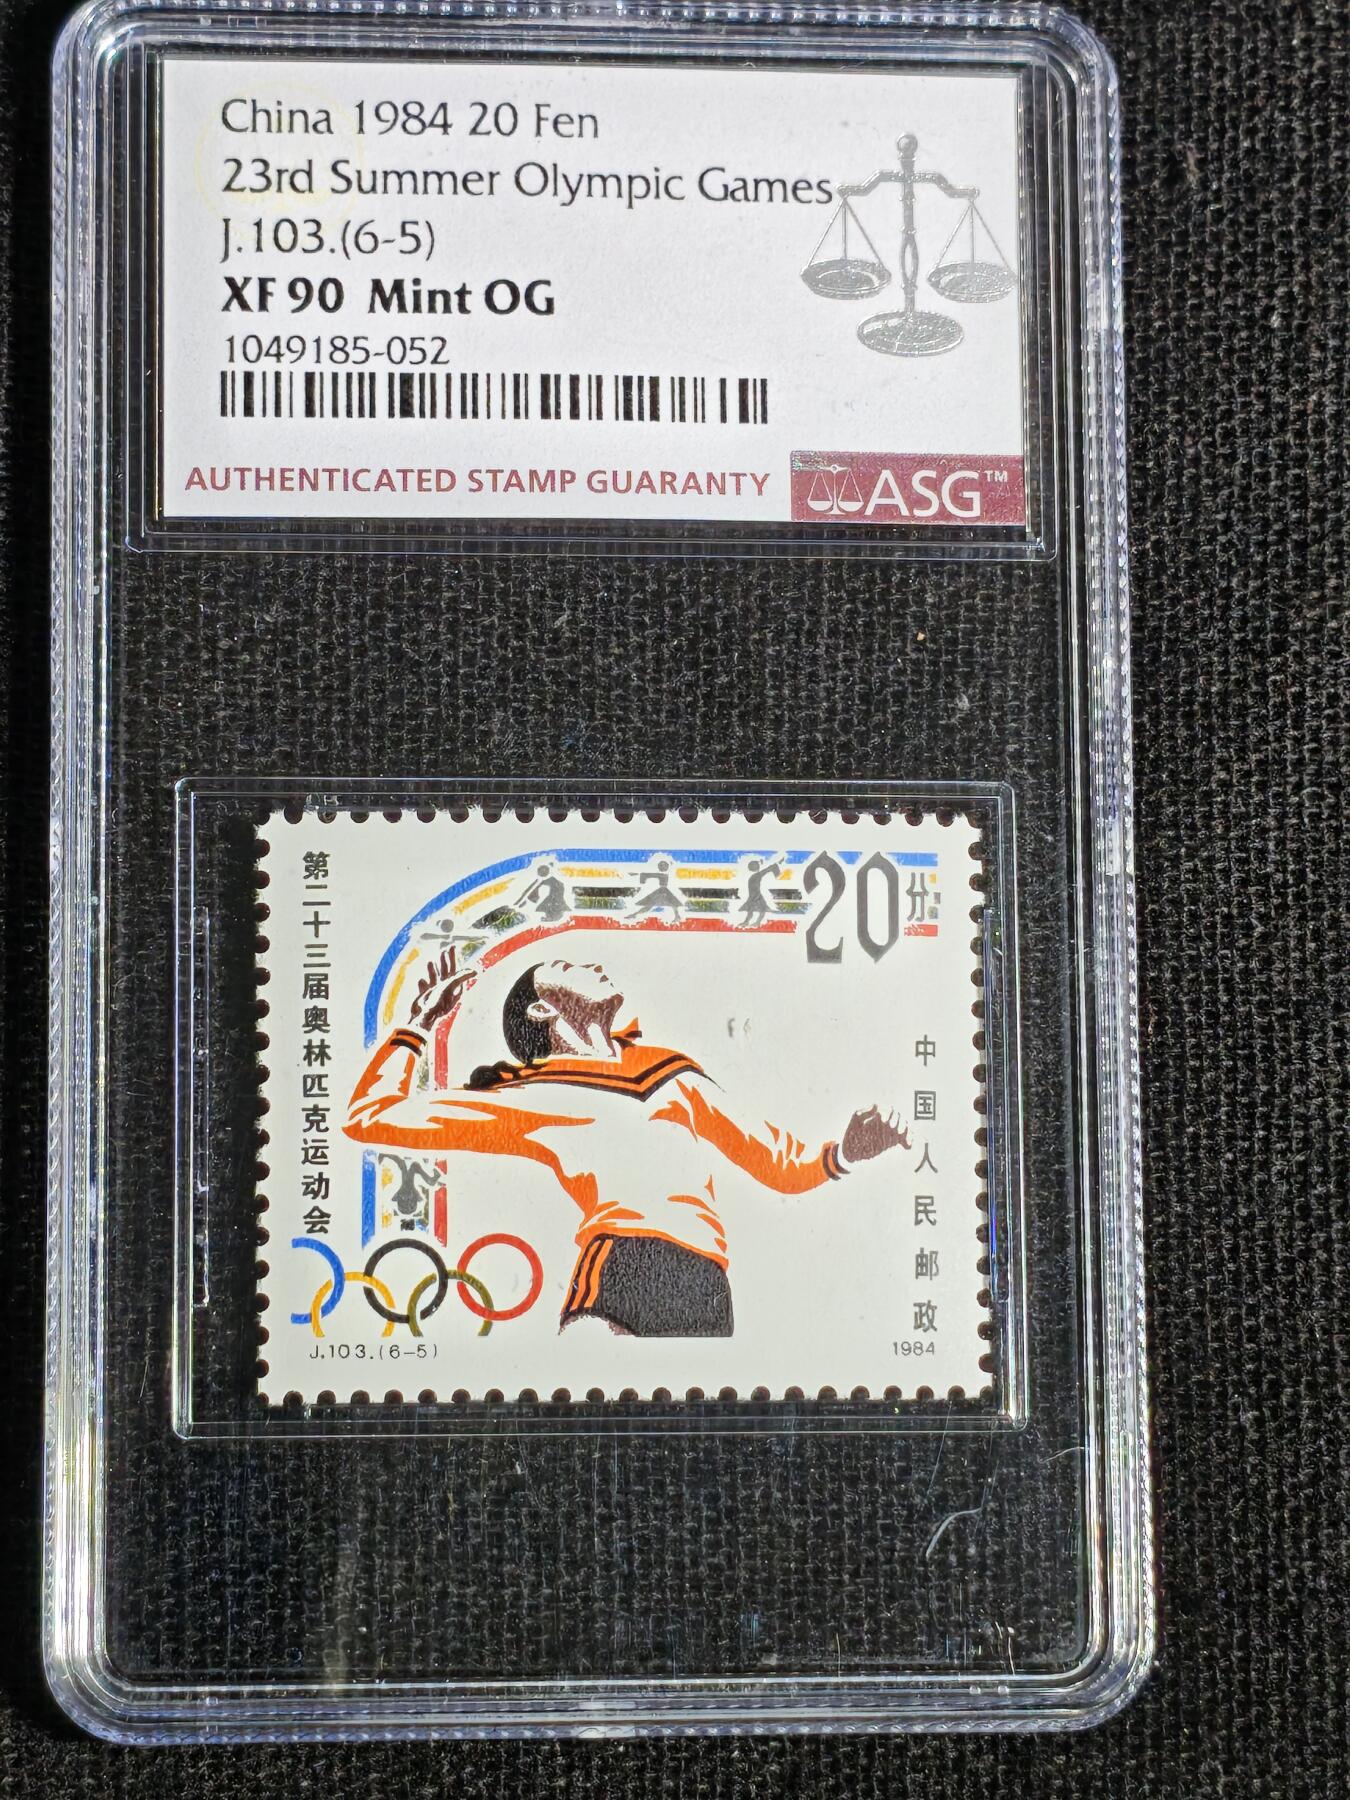 China 1984 20 Fen
23rd Summer Olympic Games
J.103.(6-5)
XF 90 Mint OG
1049185-052
AUTHENTICATED STAMP GUARANTY
ASG™
第二十三届奥林匹克运动会
20分
中国人民邮政
J.103.(6-5)
1984